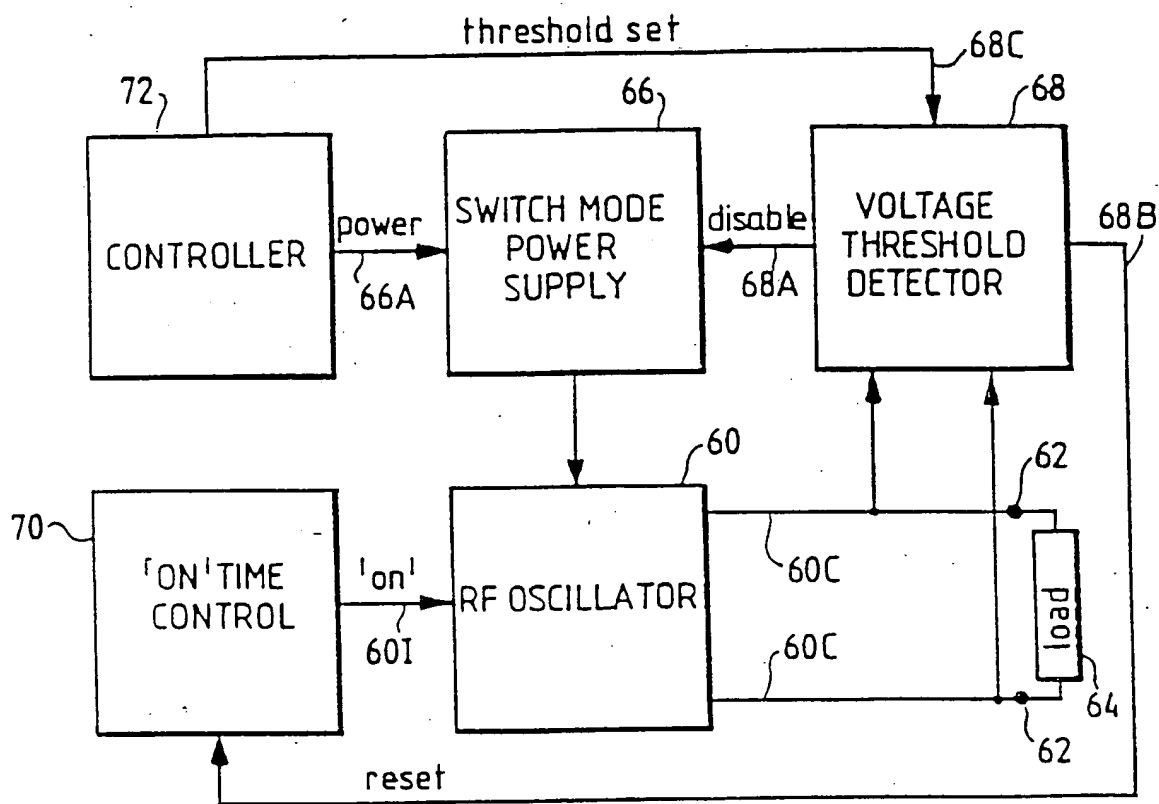 threshold set
68C
72
66
68
CONTROLLER
power
66A
SWITCH MODE
POWER
SUPPLY
disable
68A
VOLTAGE
THRESHOLD
DETECTOR
68B
60
62
70
'ON' TIME
CONTROL
'on'
60I
RF OSCILLATOR
60C
60C
load
64
62
reset